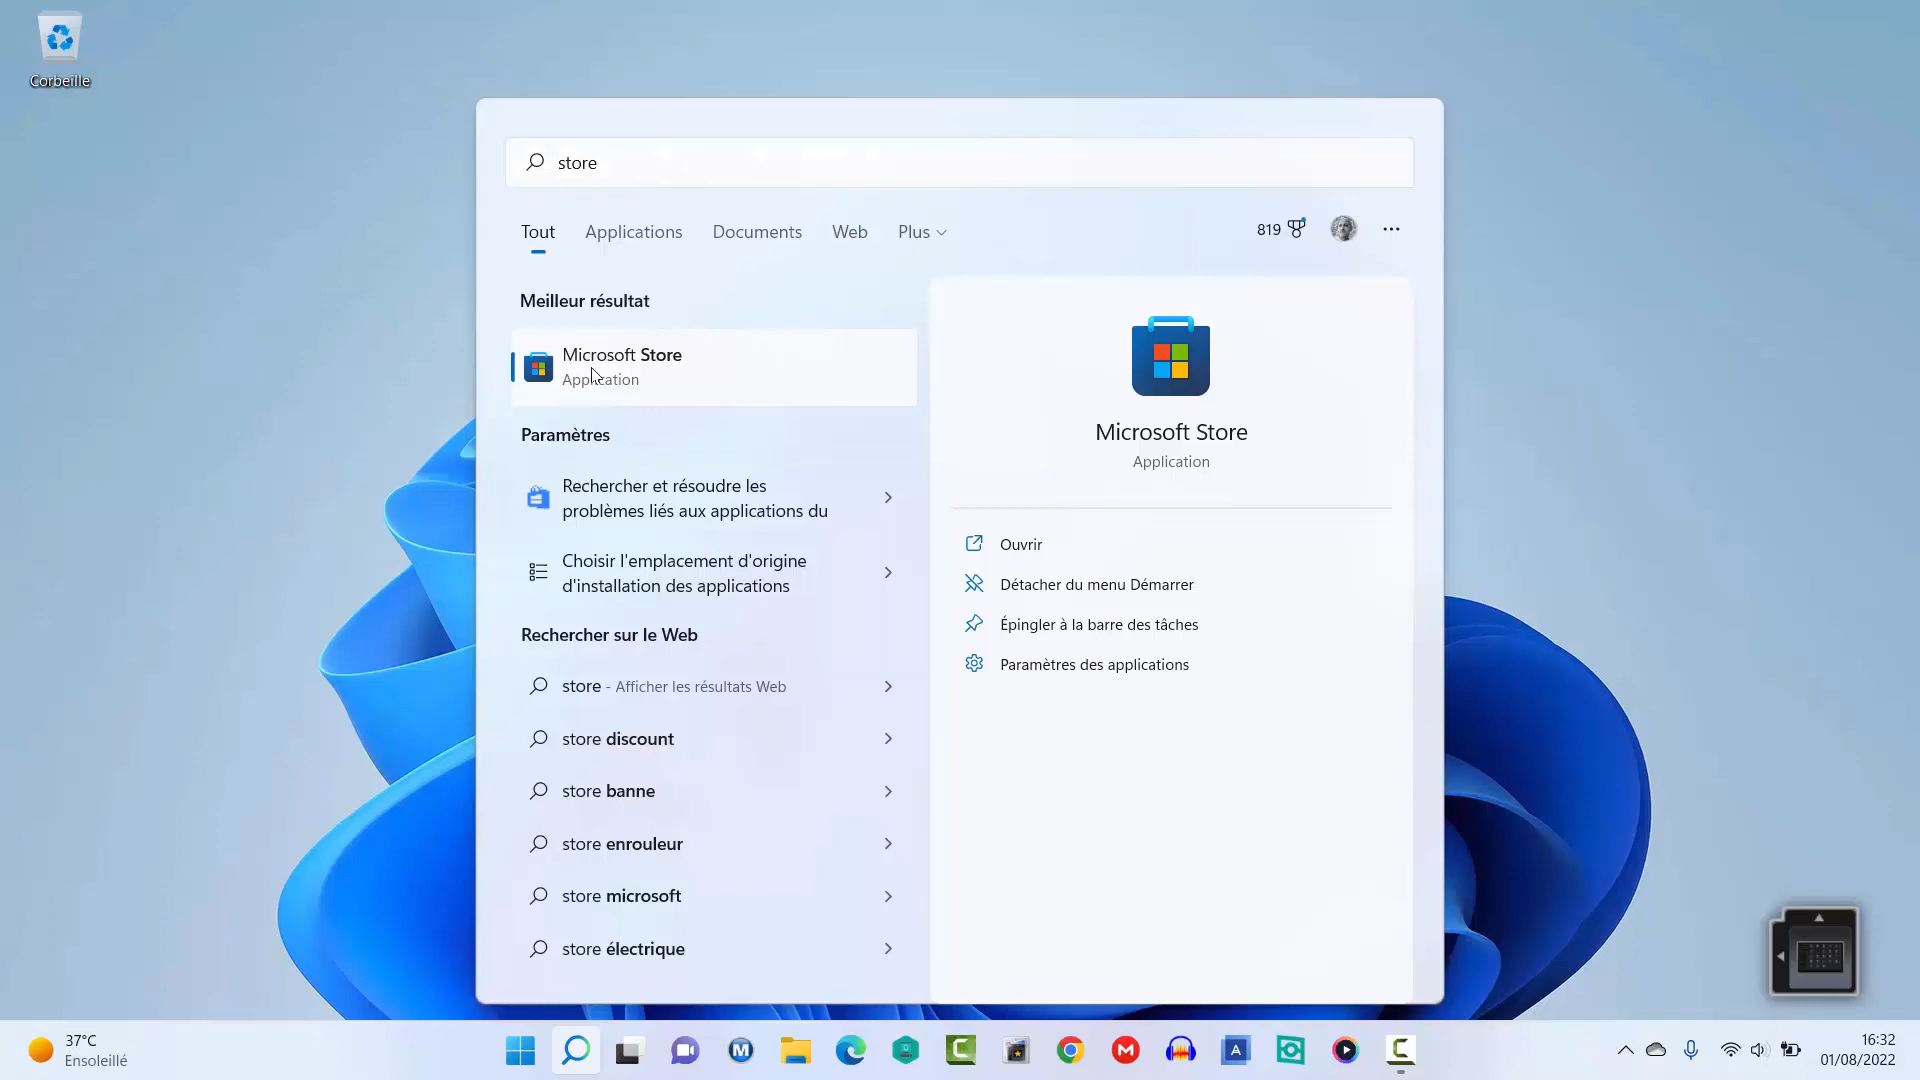 Corbeille
store
Tout Applications Documents Web Plus
819
Meilleur résultat
Microsoft Store
Application
Paramètres
Rechercher et résoudre les
problèmes liés aux applications du
Choisir l'emplacement d'origine
d'installation des applications
Rechercher sur le Web
store - Afficher les résultats Web
store discount
store banne
store enrouleur
store microsoft
store électrique
Microsoft Store
Application
Ouvrir
Détacher du menu Démarrer
Épingler à la barre des tâches
Paramètres des applications
37°C
Ensoleillé
16:32
01/08/2022